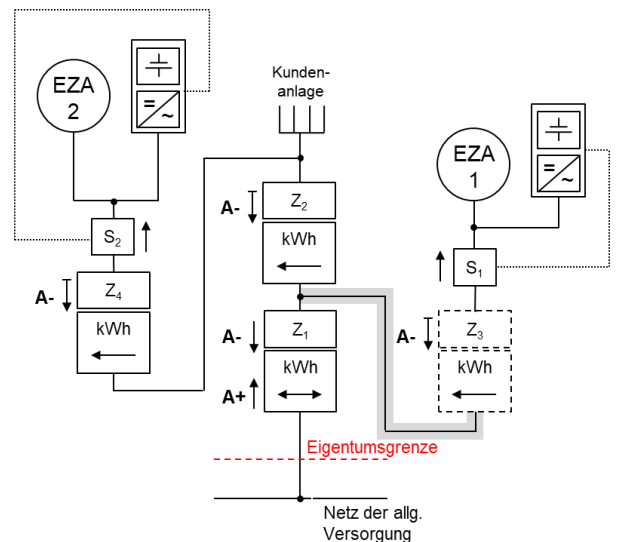 EZA
2
=
~
Kunden-
anlage
EZA
1
=
~
S2
A-
Z2
kWh
S1
A-
Z4
kWh
A-
Z1
kWh
A+
A-
Z3
kWh
Eigentumsgrenze
Netz der allg.
Versorgung